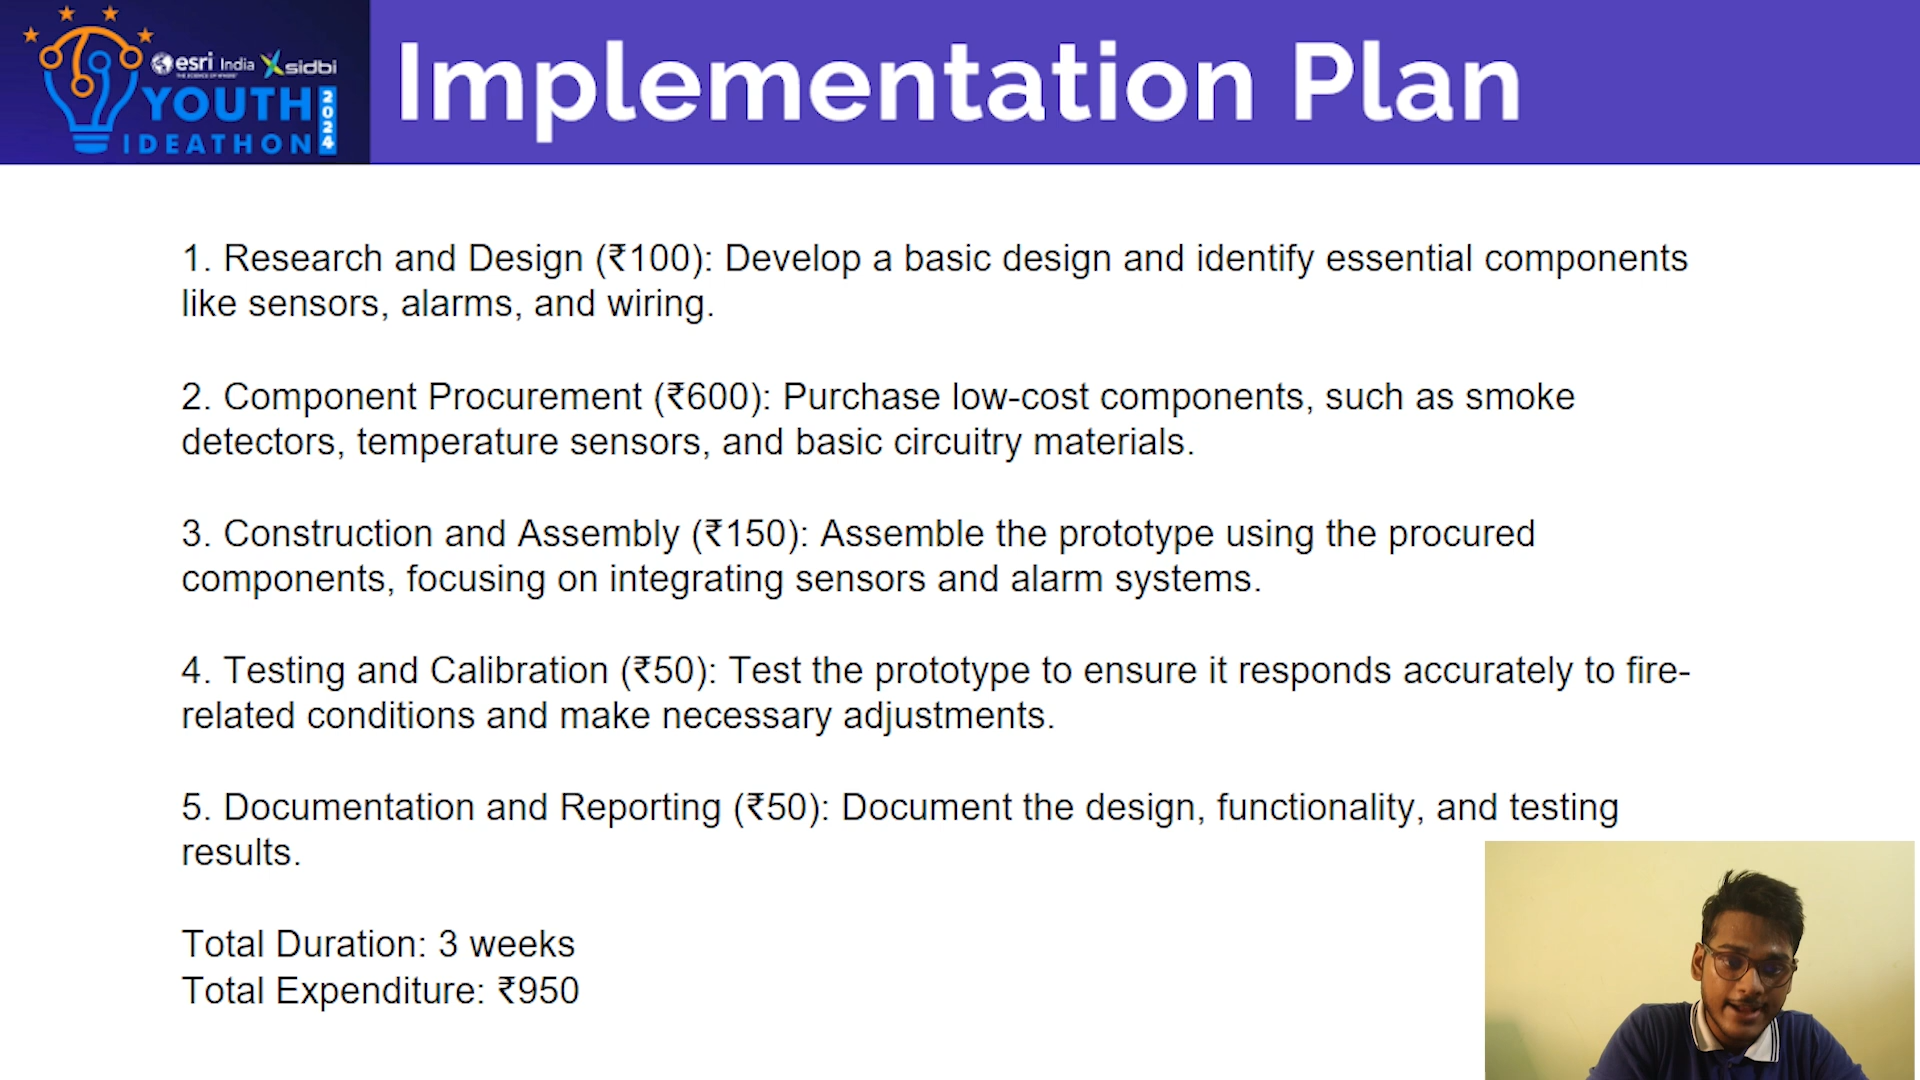 esri India sidbi
THE SCIENCE OF WHERE
YOUTH 2024
IDEATHON
Implementation Plan
1. Research and Design (₹100): Develop a basic design and identify essential components
like sensors, alarms, and wiring.
2. Component Procurement (₹600): Purchase low-cost components, such as smoke
detectors, temperature sensors, and basic circuitry materials.
3. Construction and Assembly (₹150): Assemble the prototype using the procured
components, focusing on integrating sensors and alarm systems.
4. Testing and Calibration (₹50): Test the prototype to ensure it responds accurately to fire-
related conditions and make necessary adjustments.
5. Documentation and Reporting (₹50): Document the design, functionality, and testing
results.
Total Duration: 3 weeks
Total Expenditure: ₹950